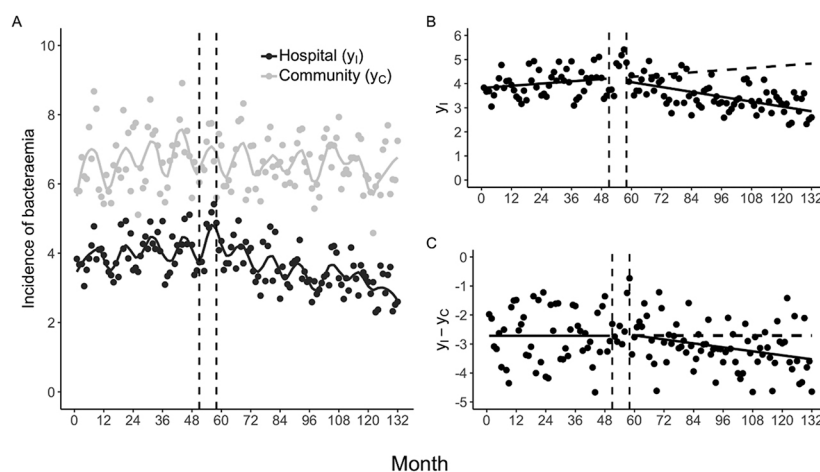 A
Incidence of bacteraemia
10
8
6
4
2
0
Hospital (yI)
Community (yC)
0 12 24 36 48 60 72 84 96 108 120 132
B
yI
6
5
4
3
2
1
0
0 12 24 36 48 60 72 84 96 108 120 132
C
yI – yC
0
-1
-2
-3
-4
-5
0 12 24 36 48 60 72 84 96 108 120 132
Month